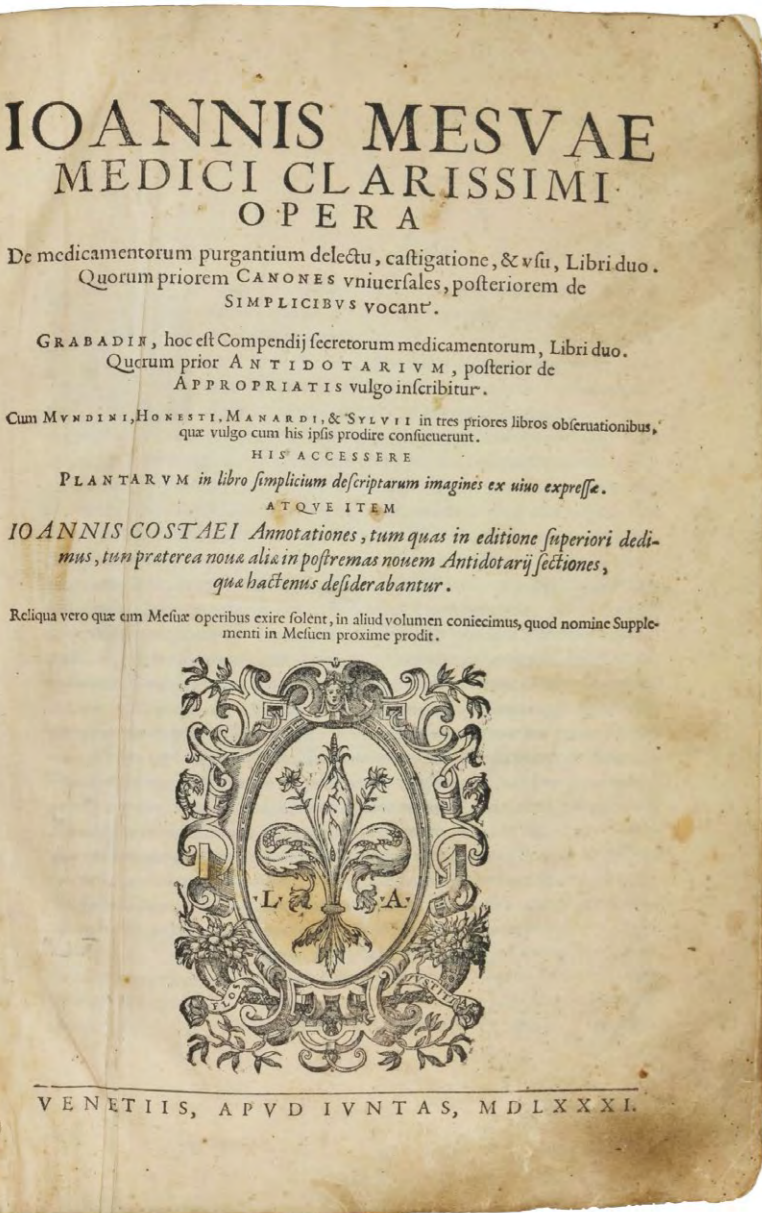 IOANNIS MESVAE
MEDICI CLARISSIMI
OPERA
De medicamentorum purgantium delectu, castigatione, & vsu, Libri duo.
Quorum priorem CANONES vniuersales, posteriorem de
SIMPLICIBVS vocant.
GRABADIN, hoc est Compendij secretorum medicamentorum, Libri duo.
Quorum prior ANTIDOTARIVM, posterior de
APPROPRIATIS vulgo inscribitur.
Cum MVNDINI, HONESTI, MANARDI, & SYLVII in tres priores libros obseruationibus,
quæ vulgo cum his ipsis prodire consueuerunt.
HIS ACCESSERE
PLANTARVM in libro simplicium descriptarum imagines ex uiuo expressæ.
ATQVE ITEM
IOANNIS COSTAEI Annotationes, tum quas in editione superiori dedi-
mus, tum præterea nouæ aliæ in postremas nouem Antidotarij sectiones,
quæ hactenus desiderabantur.
Reliqua vero quæ cum Mesuæ operibus exire solent, in aliud volumen coniecimus, quod nomine Supple-
menti in Mesuen proxime prodit.
·L· ·A·
FLOS
VENETIIS, APVD IVNTAS, MDLXXXI.